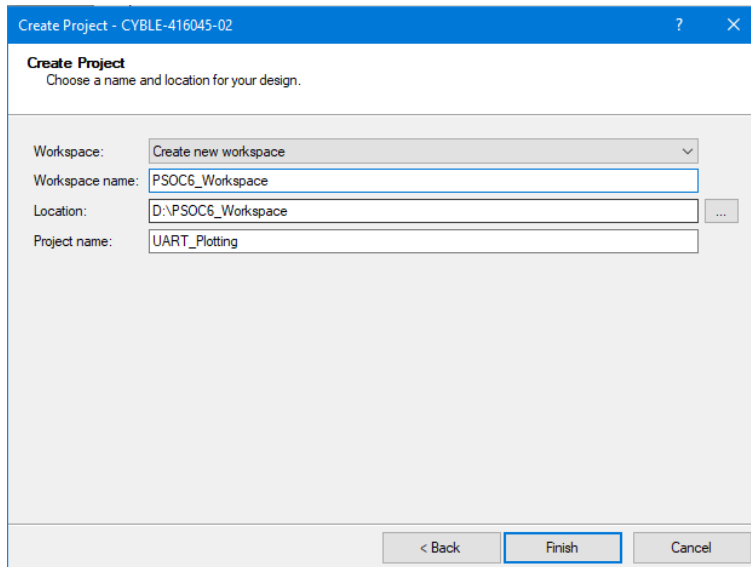 Create Project - CYBLE-416045-02 ? ×
Create Project
Choose a name and location for your design.
Workspace: Create new workspace
Workspace name: PSOC6_Workspace
Location: D:\PSOC6_Workspace ...
Project name: UART_Plotting
< Back Finish Cancel